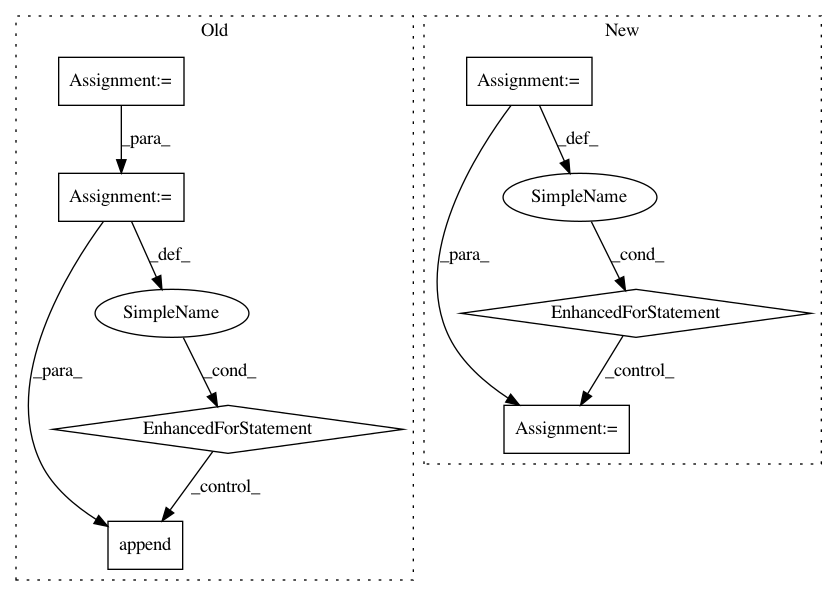 Old
Assignment:=
_para_
Assignment:=
_def_
SimpleName
_para_
_cond_
EnhancedForStatement
_control_
append
New
Assignment:=
_def_
SimpleName
_para_
_cond_
EnhancedForStatement
_control_
Assignment:=